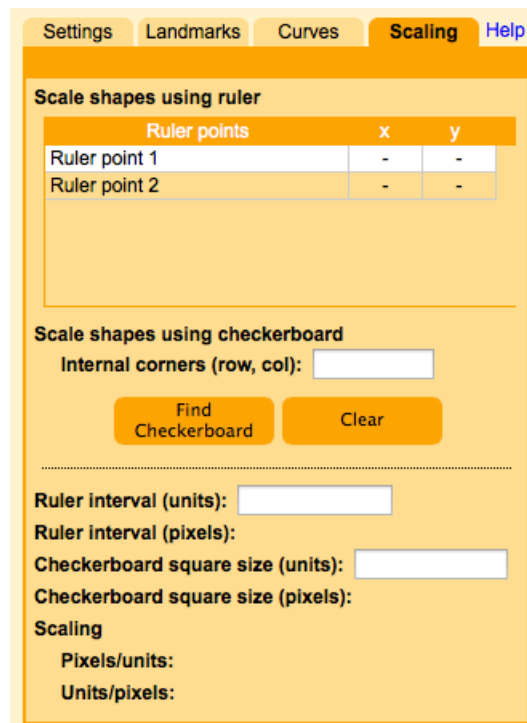 Settings Landmarks Curves Scaling Help
Scale shapes using ruler
Ruler points x y
Ruler point 1 - -
Ruler point 2 - -
Scale shapes using checkerboard
Internal corners (row, col):
Find
Checkerboard
Clear
Ruler interval (units):
Ruler interval (pixels):
Checkerboard square size (units):
Checkerboard square size (pixels):
Scaling
Pixels/units:
Units/pixels: